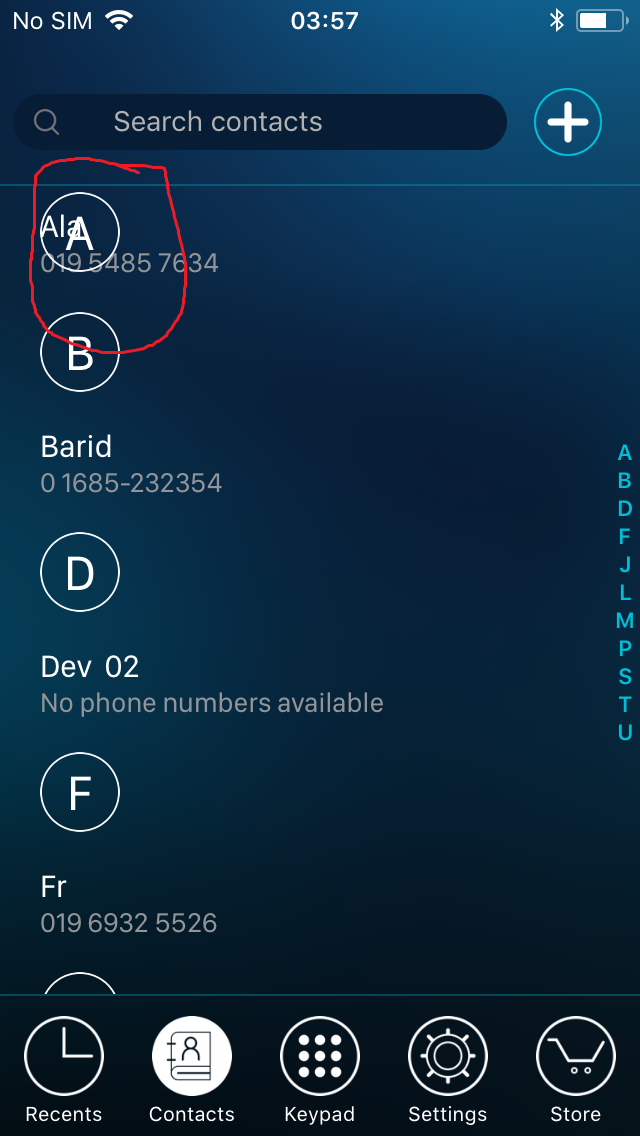 No SIM 03:57
Search contacts
A
Ala
019 5485 7634
B
Barid
0 1685-232354
D
Dev 02
No phone numbers available
F
Fr
019 6932 5526
A
B
D
F
J
L
M
P
S
T
U
Recents Contacts Keypad Settings Store